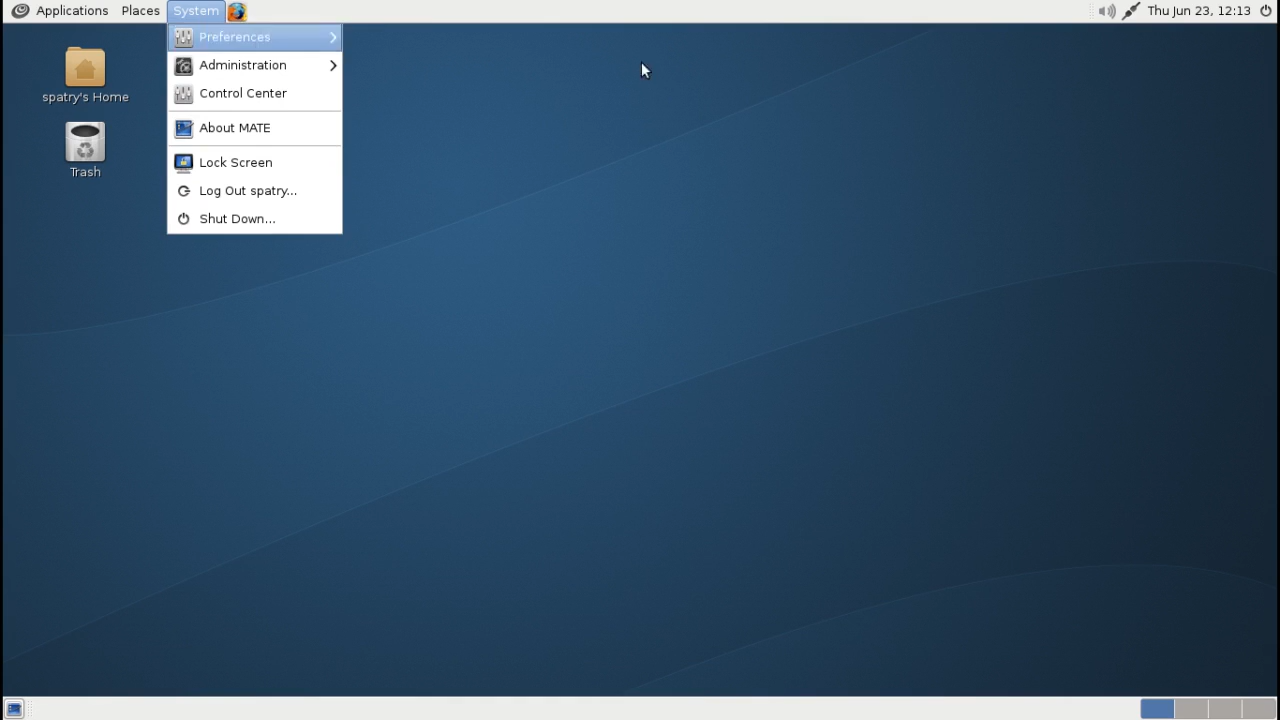 Applications Places System Thu Jun 23, 12:13
Preferences
Administration
Control Center
About MATE
Lock Screen
Log Out spatry...
Shut Down...
spatry's Home
Trash